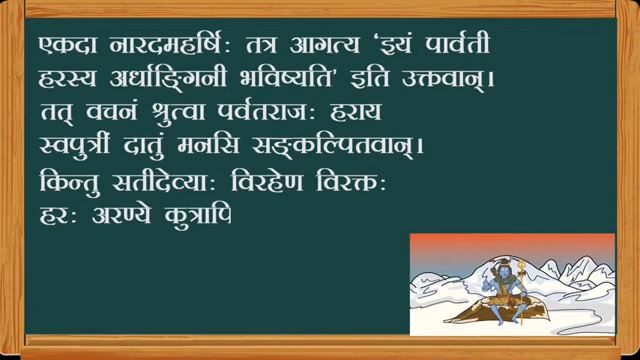 एकदा नारदमहर्षिः तत्र आगत्य ‘इयं पार्वती
हरस्य अर्धाङ्गिनी भविष्यति’ इति उक्तवान्।
तत् वचनं श्रुत्वा पर्वतराजः हराय
स्वपुत्रीं दातुं मनसि सङ्कल्पितवान्।
किन्तु सतीदेव्याः विरहेण विरक्तः
हरः अरण्ये कुत्रापि